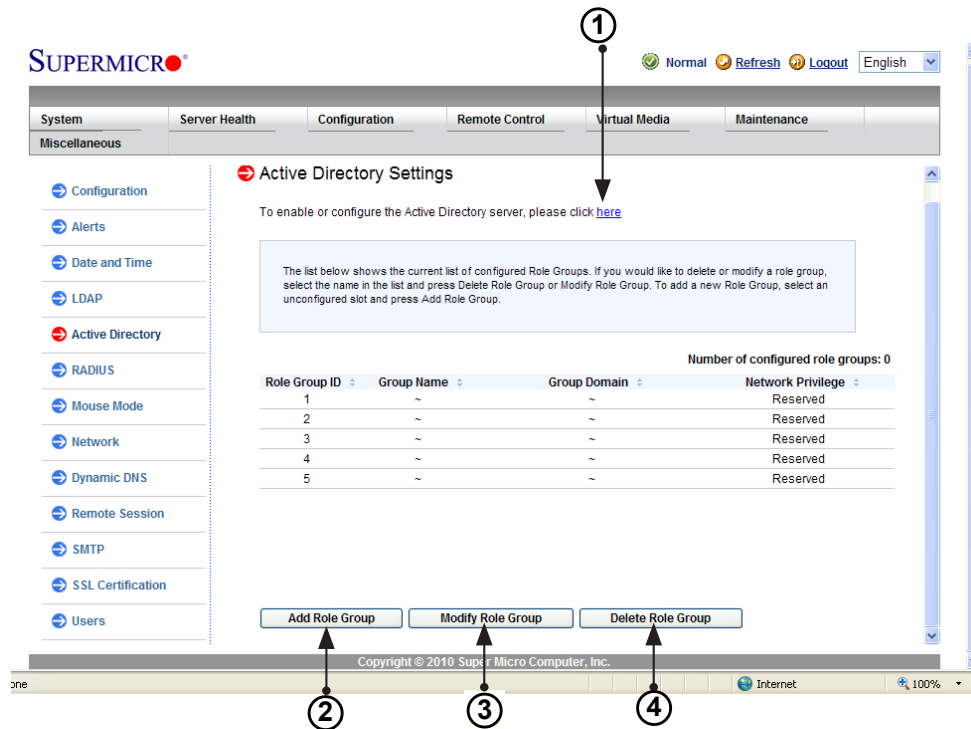 1
SUPERMICRO
Normal Refresh Logout English
System Server Health Configuration Remote Control Virtual Media Maintenance
Miscellaneous
Configuration
Alerts
Date and Time
LDAP
Active Directory
RADIUS
Mouse Mode
Network
Dynamic DNS
Remote Session
SMTP
SSL Certification
Users
Active Directory Settings
To enable or configure the Active Directory server, please click here
The list below shows the current list of configured Role Groups. If you would like to delete or modify a role group,
select the name in the list and press Delete Role Group or Modify Role Group. To add a new Role Group, select an
unconfigured slot and press Add Role Group.
Number of configured role groups: 0
Role Group ID Group Name Group Domain Network Privilege
1 ~ ~ Reserved
2 ~ ~ Reserved
3 ~ ~ Reserved
4 ~ ~ Reserved
5 ~ ~ Reserved
Add Role Group Modify Role Group Delete Role Group
Copyright © 2010 Super Micro Computer, Inc.
one Internet 100%
2 3 4